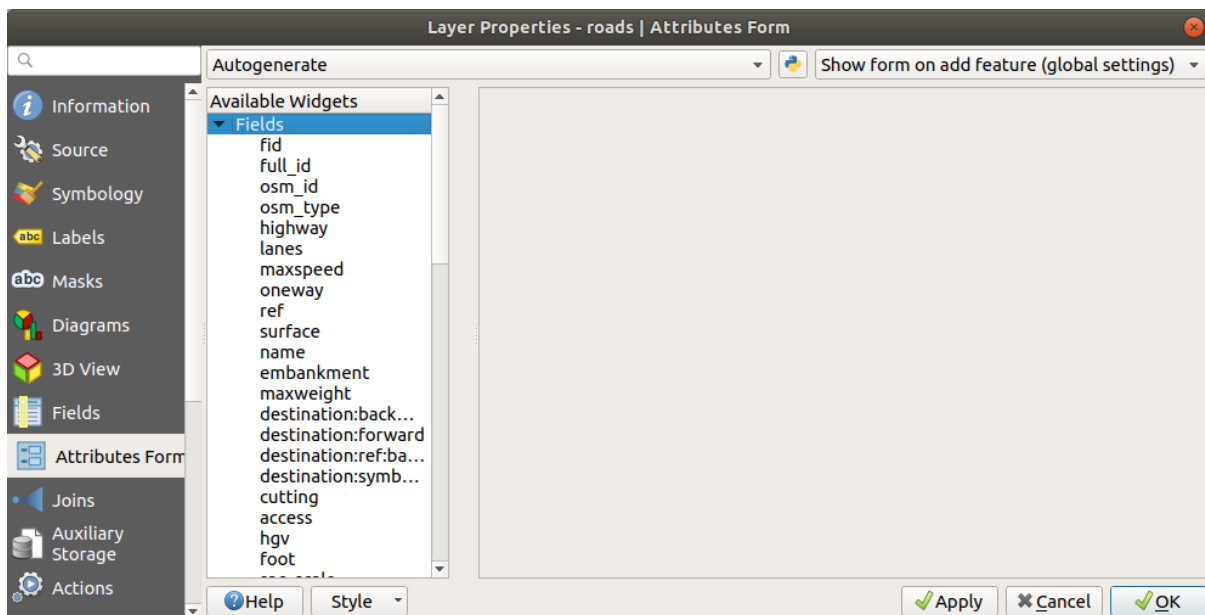 Layer Properties - roads | Attributes Form
Autogenerate
Show form on add feature (global settings)
Information
Source
Symbology
abc Labels
abc Masks
Diagrams
3D View
Fields
Attributes Form
Joins
Auxiliary
Storage
Actions
Available Widgets
Fields
fid
full_id
osm_id
osm_type
highway
lanes
maxspeed
oneway
ref
surface
name
embankment
maxweight
destination:back...
destination:forward
destination:ref:ba...
destination:symb...
cutting
access
hgv
foot
Help
Style
Apply
Cancel
OK